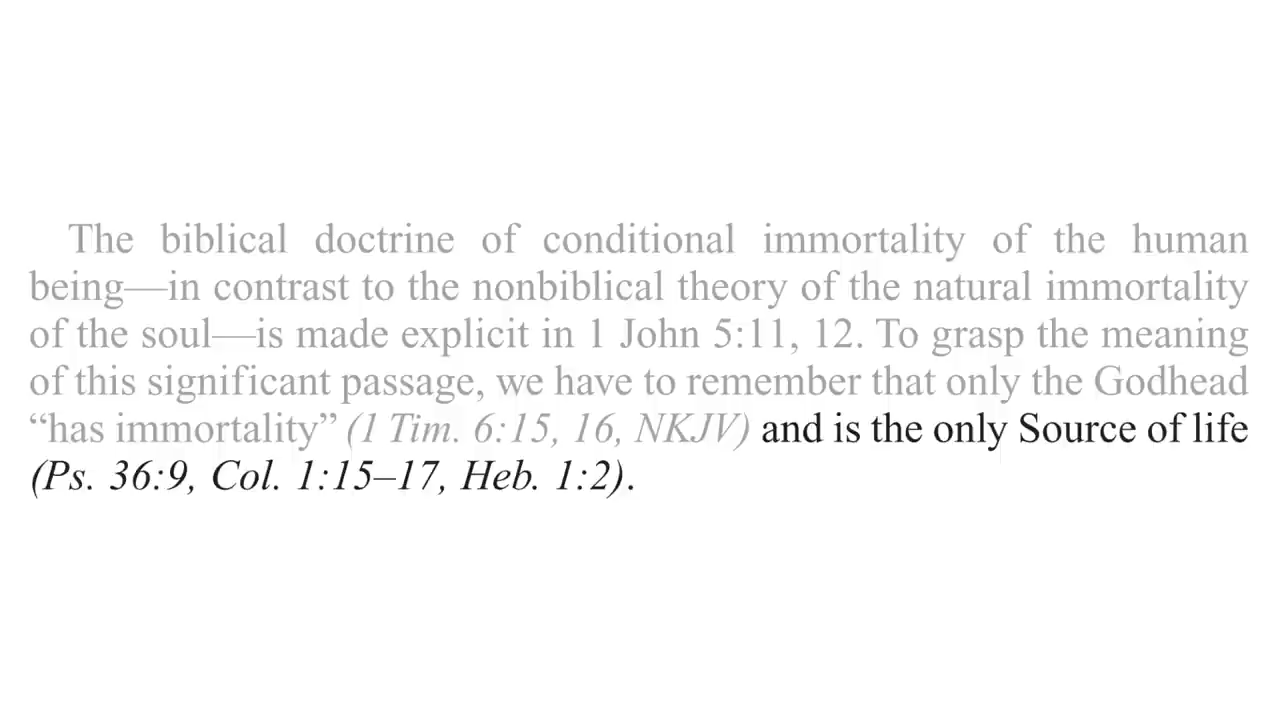 The biblical doctrine of conditional immortality of the human
being—in contrast to the nonbiblical theory of the natural immortality
of the soul—is made explicit in 1 John 5:11, 12. To grasp the meaning
of this significant passage, we have to remember that only the Godhead
“has immortality” (1 Tim. 6:15, 16, NKJV) and is the only Source of life
(Ps. 36:9, Col. 1:15–17, Heb. 1:2).